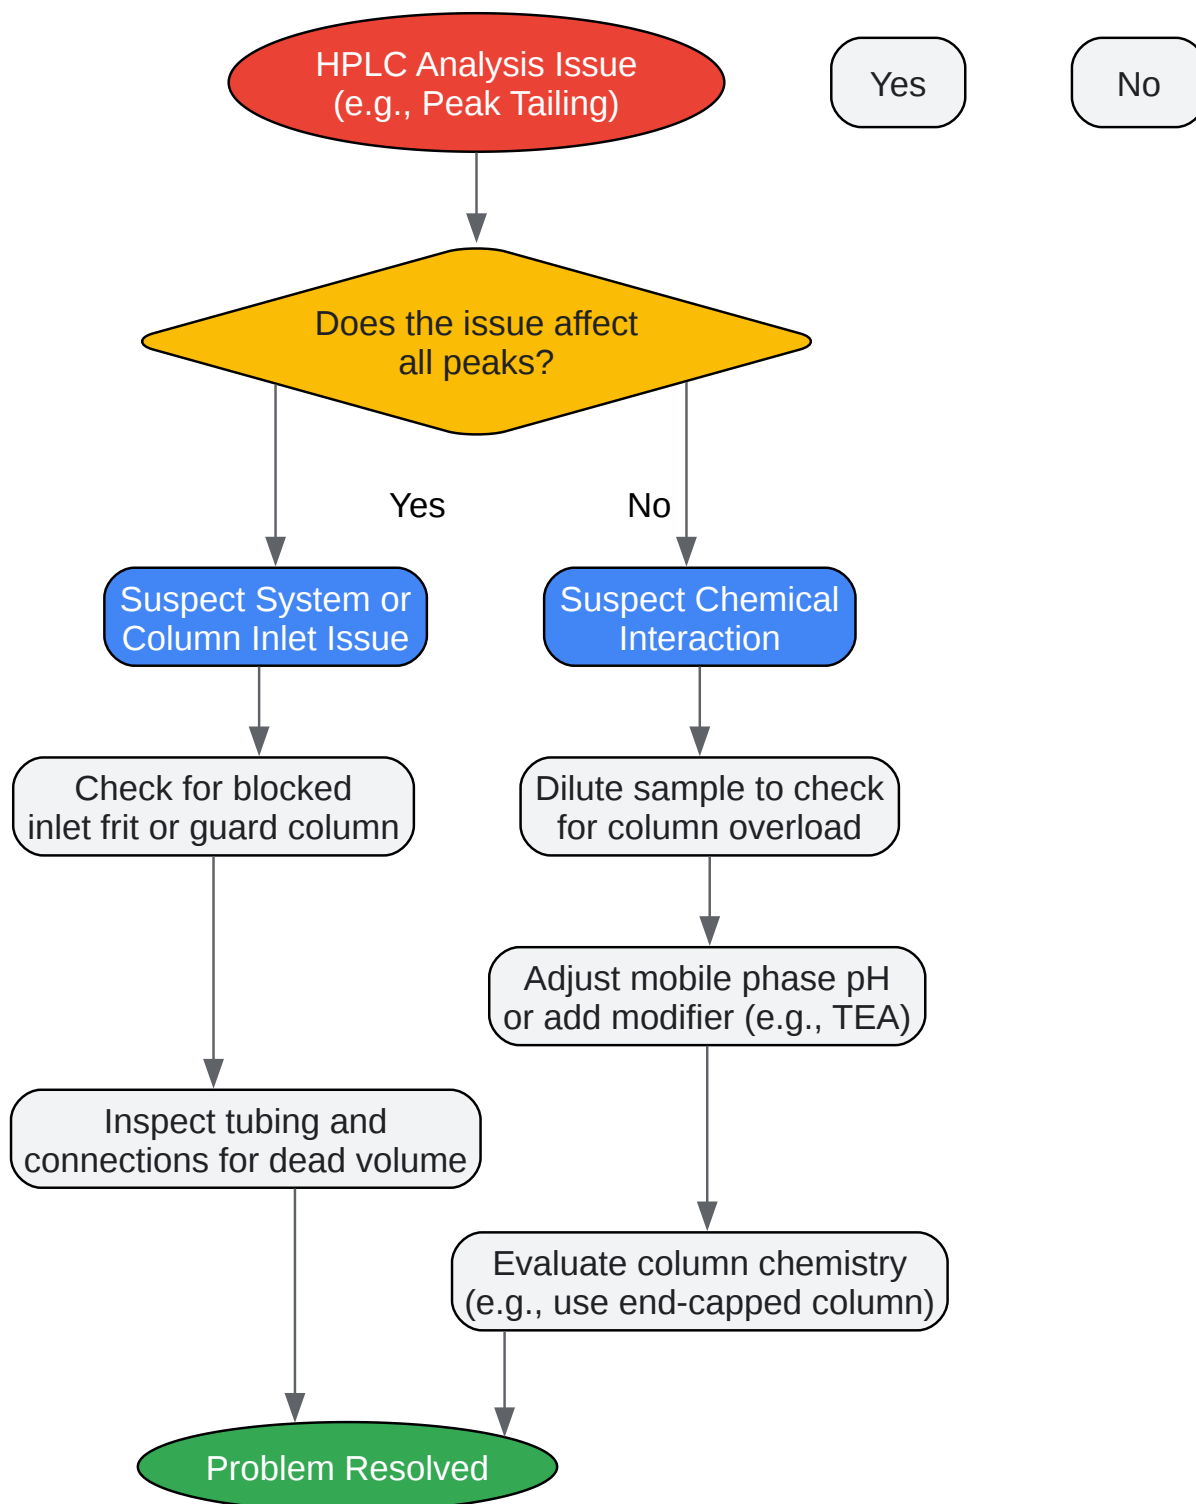 HPLC Analysis Issue
(e.g., Peak Tailing)
Yes
No
Does the issue affect
all peaks?
Yes
No
Suspect System or
Column Inlet Issue
Suspect Chemical
Interaction
Check for blocked
inlet frit or guard column
Dilute sample to check
for column overload
Adjust mobile phase pH
or add modifier (e.g., TEA)
Inspect tubing and
connections for dead volume
Evaluate column chemistry
(e.g., use end-capped column)
Problem Resolved